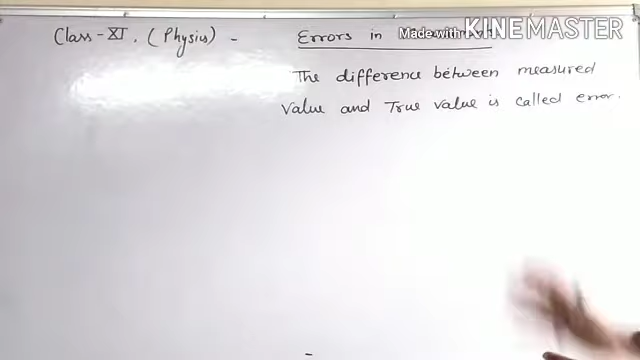 Class-XI. (Physics) -
Errors in
Made with KINEMASTER
The difference between measured
value and True value is called error.